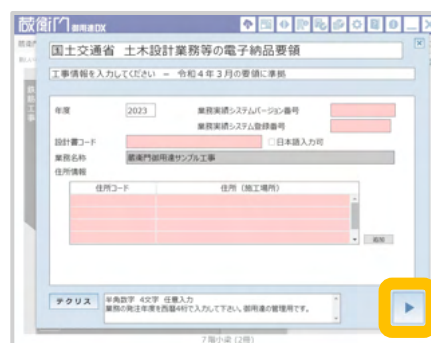 蔵衛門 御用達DX
国土交通省 土木設計業務等の電子納品要領
工事情報を入力してください － 令和4年3月の要領に準拠
年度 2023 業務実績システムバージョン番号
業務実績システム登録番号
設計書コード 日本語入力可
業務名称 蔵衛門御用達サンプル工事
住所情報
住所コード 住所（施工場所）
追加
テクリス 半角数字 4文字 任意入力
業務の発注年度を西暦4桁で入力して下さい。御用達の管理用です。
7階小梁 (2冊)